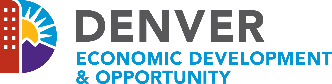 DENVER
ECONOMIC DEVELOPMENT
& OPPORTUNITY